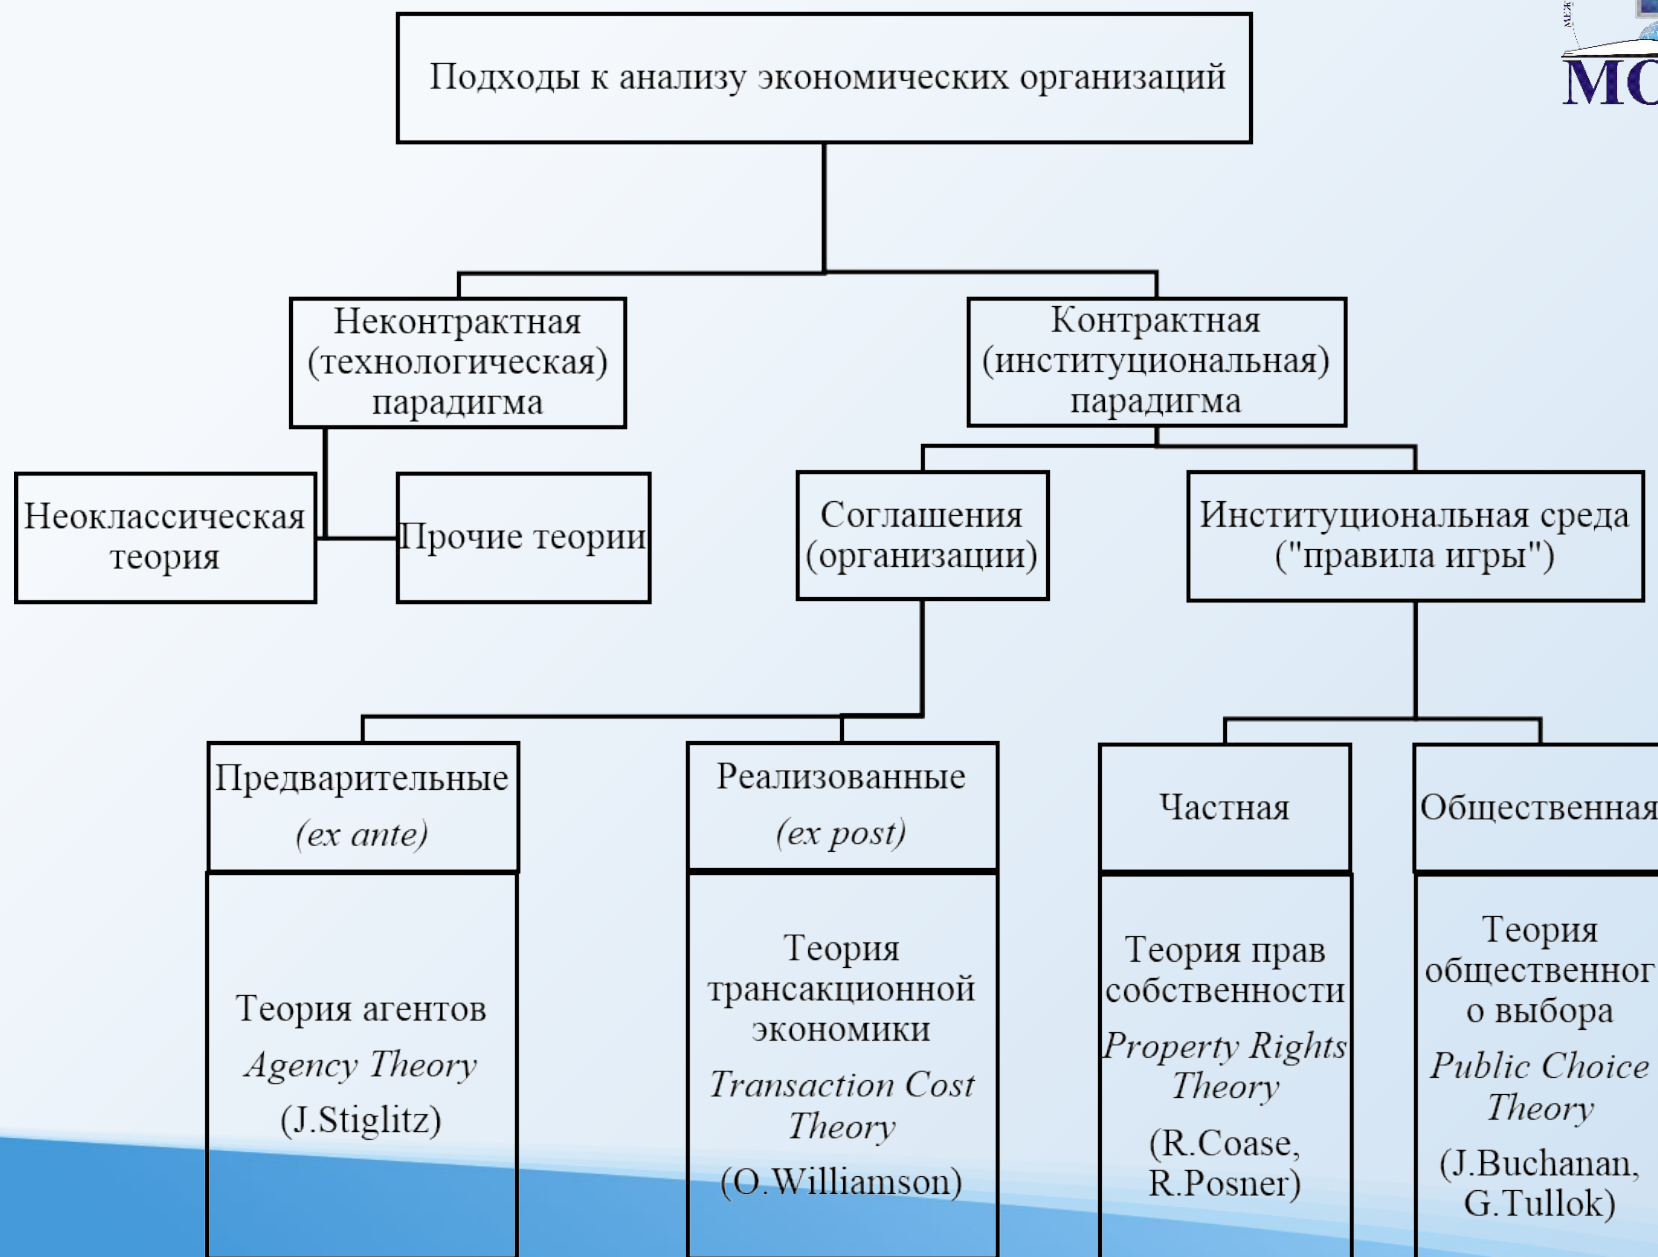 Подходы к анализу экономических организаций
Неконтрактная
(технологическая)
парадигма
Контрактная
(институциональная)
парадигма
Неоклассическая
теория
Прочие теории
Соглашения
(организации)
Институциональная среда
("правила игры")
Предварительные
(ex ante)
Реализованные
(ex post)
Частная
Общественная
Теория агентов
Agency Theory
(J.Stiglitz)
Теория
трансакционной
экономики
Transaction Cost
Theory
(O.Williamson)
Теория прав
собственности
Property Rights
Theory
(R.Coase,
R.Posner)
Теория
общественног
о выбора
Public Choice
Theory
(J.Buchanan,
G.Tullok)